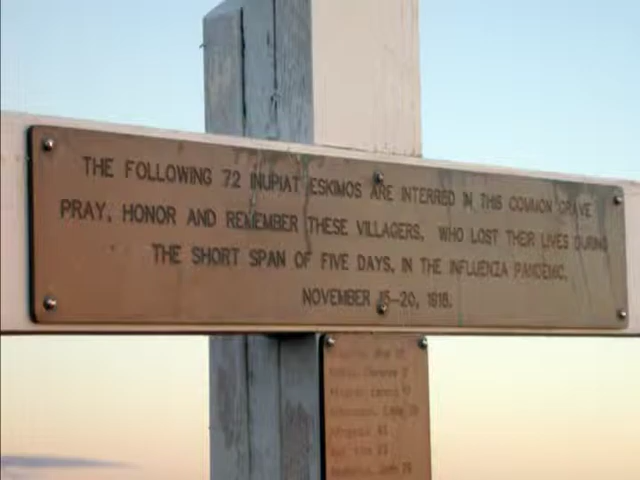 THE FOLLOWING 72 INUPIAT ESKIMOS ARE INTERRED IN THIS COMMON GRAVE
PRAY, HONOR AND REMEMBER THESE VILLAGERS, WHO LOST THEIR LIVES DURING
THE SHORT SPAN OF FIVE DAYS, IN THE INFLUENZA PANDEMIC,
NOVEMBER 15-20, 1918.